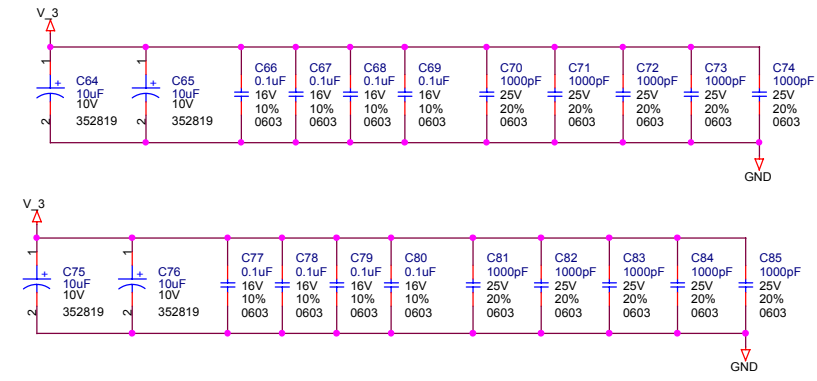 V_3
1
1
C64
10uF
10V
352819
2
C65
10uF
10V
352819
2
C66
0.1uF
16V
10%
0603
C67
0.1uF
16V
10%
0603
C68
0.1uF
16V
10%
0603
C69
0.1uF
16V
10%
0603
C70
1000pF
25V
20%
0603
C71
1000pF
25V
20%
0603
C72
1000pF
25V
20%
0603
C73
1000pF
25V
20%
0603
C74
1000pF
25V
20%
0603
GND
V_3
1
1
C75
10uF
10V
352819
2
C76
10uF
10V
352819
2
C77
0.1uF
16V
10%
0603
C78
0.1uF
16V
10%
0603
C79
0.1uF
16V
10%
0603
C80
0.1uF
16V
10%
0603
C81
1000pF
25V
20%
0603
C82
1000pF
25V
20%
0603
C83
1000pF
25V
20%
0603
C84
1000pF
25V
20%
0603
C85
1000pF
25V
20%
0603
GND